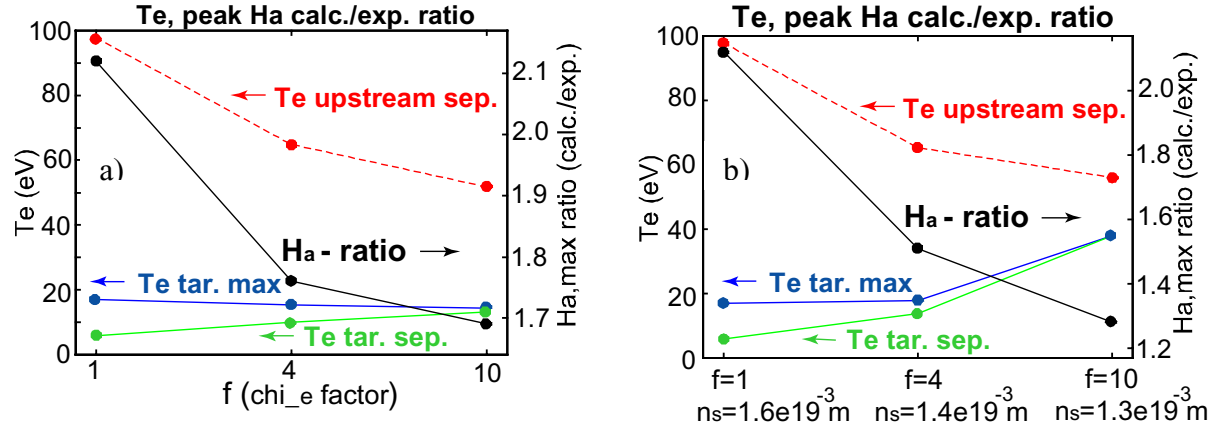 Te, peak Ha calc./exp. ratio
100
80
60
40
20
0
Te (eV)
a)
Te upstream sep.
Ha - ratio
Te tar. max
Te tar. sep.
2.1
2.0
1.9
1.8
1.7
Ha,max ratio (calc./exp.)
1
4
10
f (chi_e factor)
Te, peak Ha calc./exp. ratio
100
80
60
40
20
0
Te (eV)
b)
Te upstream sep.
Ha - ratio
Te tar. max
Te tar. sep.
2.0
1.8
1.6
1.5
1.4
1.3
1.2
Ha,max ratio (calc./exp.)
f=1
f=4
f=10
ns=1.6e19 m-3
ns=1.4e19 m-3
ns=1.3e19 m-3